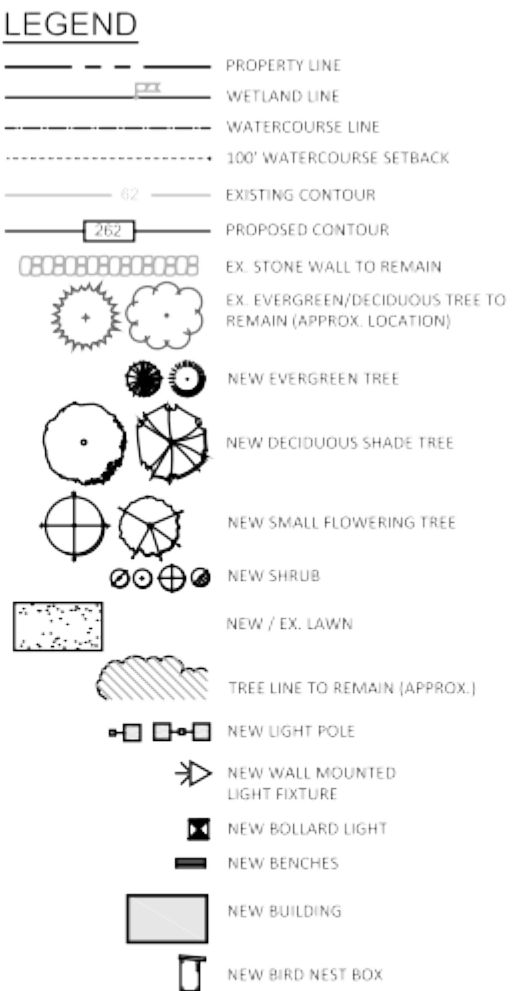 LEGEND
PROPERTY LINE
WETLAND LINE
WATERCOURSE LINE
100' WATERCOURSE SETBACK
62
EXISTING CONTOUR
262
PROPOSED CONTOUR
EX. STONE WALL TO REMAIN
EX. EVERGREEN/DECIDUOUS TREE TO
REMAIN (APPROX. LOCATION)
NEW EVERGREEN TREE
NEW DECIDUOUS SHADE TREE
NEW SMALL FLOWERING TREE
NEW SHRUB
NEW / EX. LAWN
TREE LINE TO REMAIN (APPROX.)
NEW LIGHT POLE
NEW WALL MOUNTED
LIGHT FIXTURE
NEW BOLLARD LIGHT
NEW BENCHES
NEW BUILDING
NEW BIRD NEST BOX